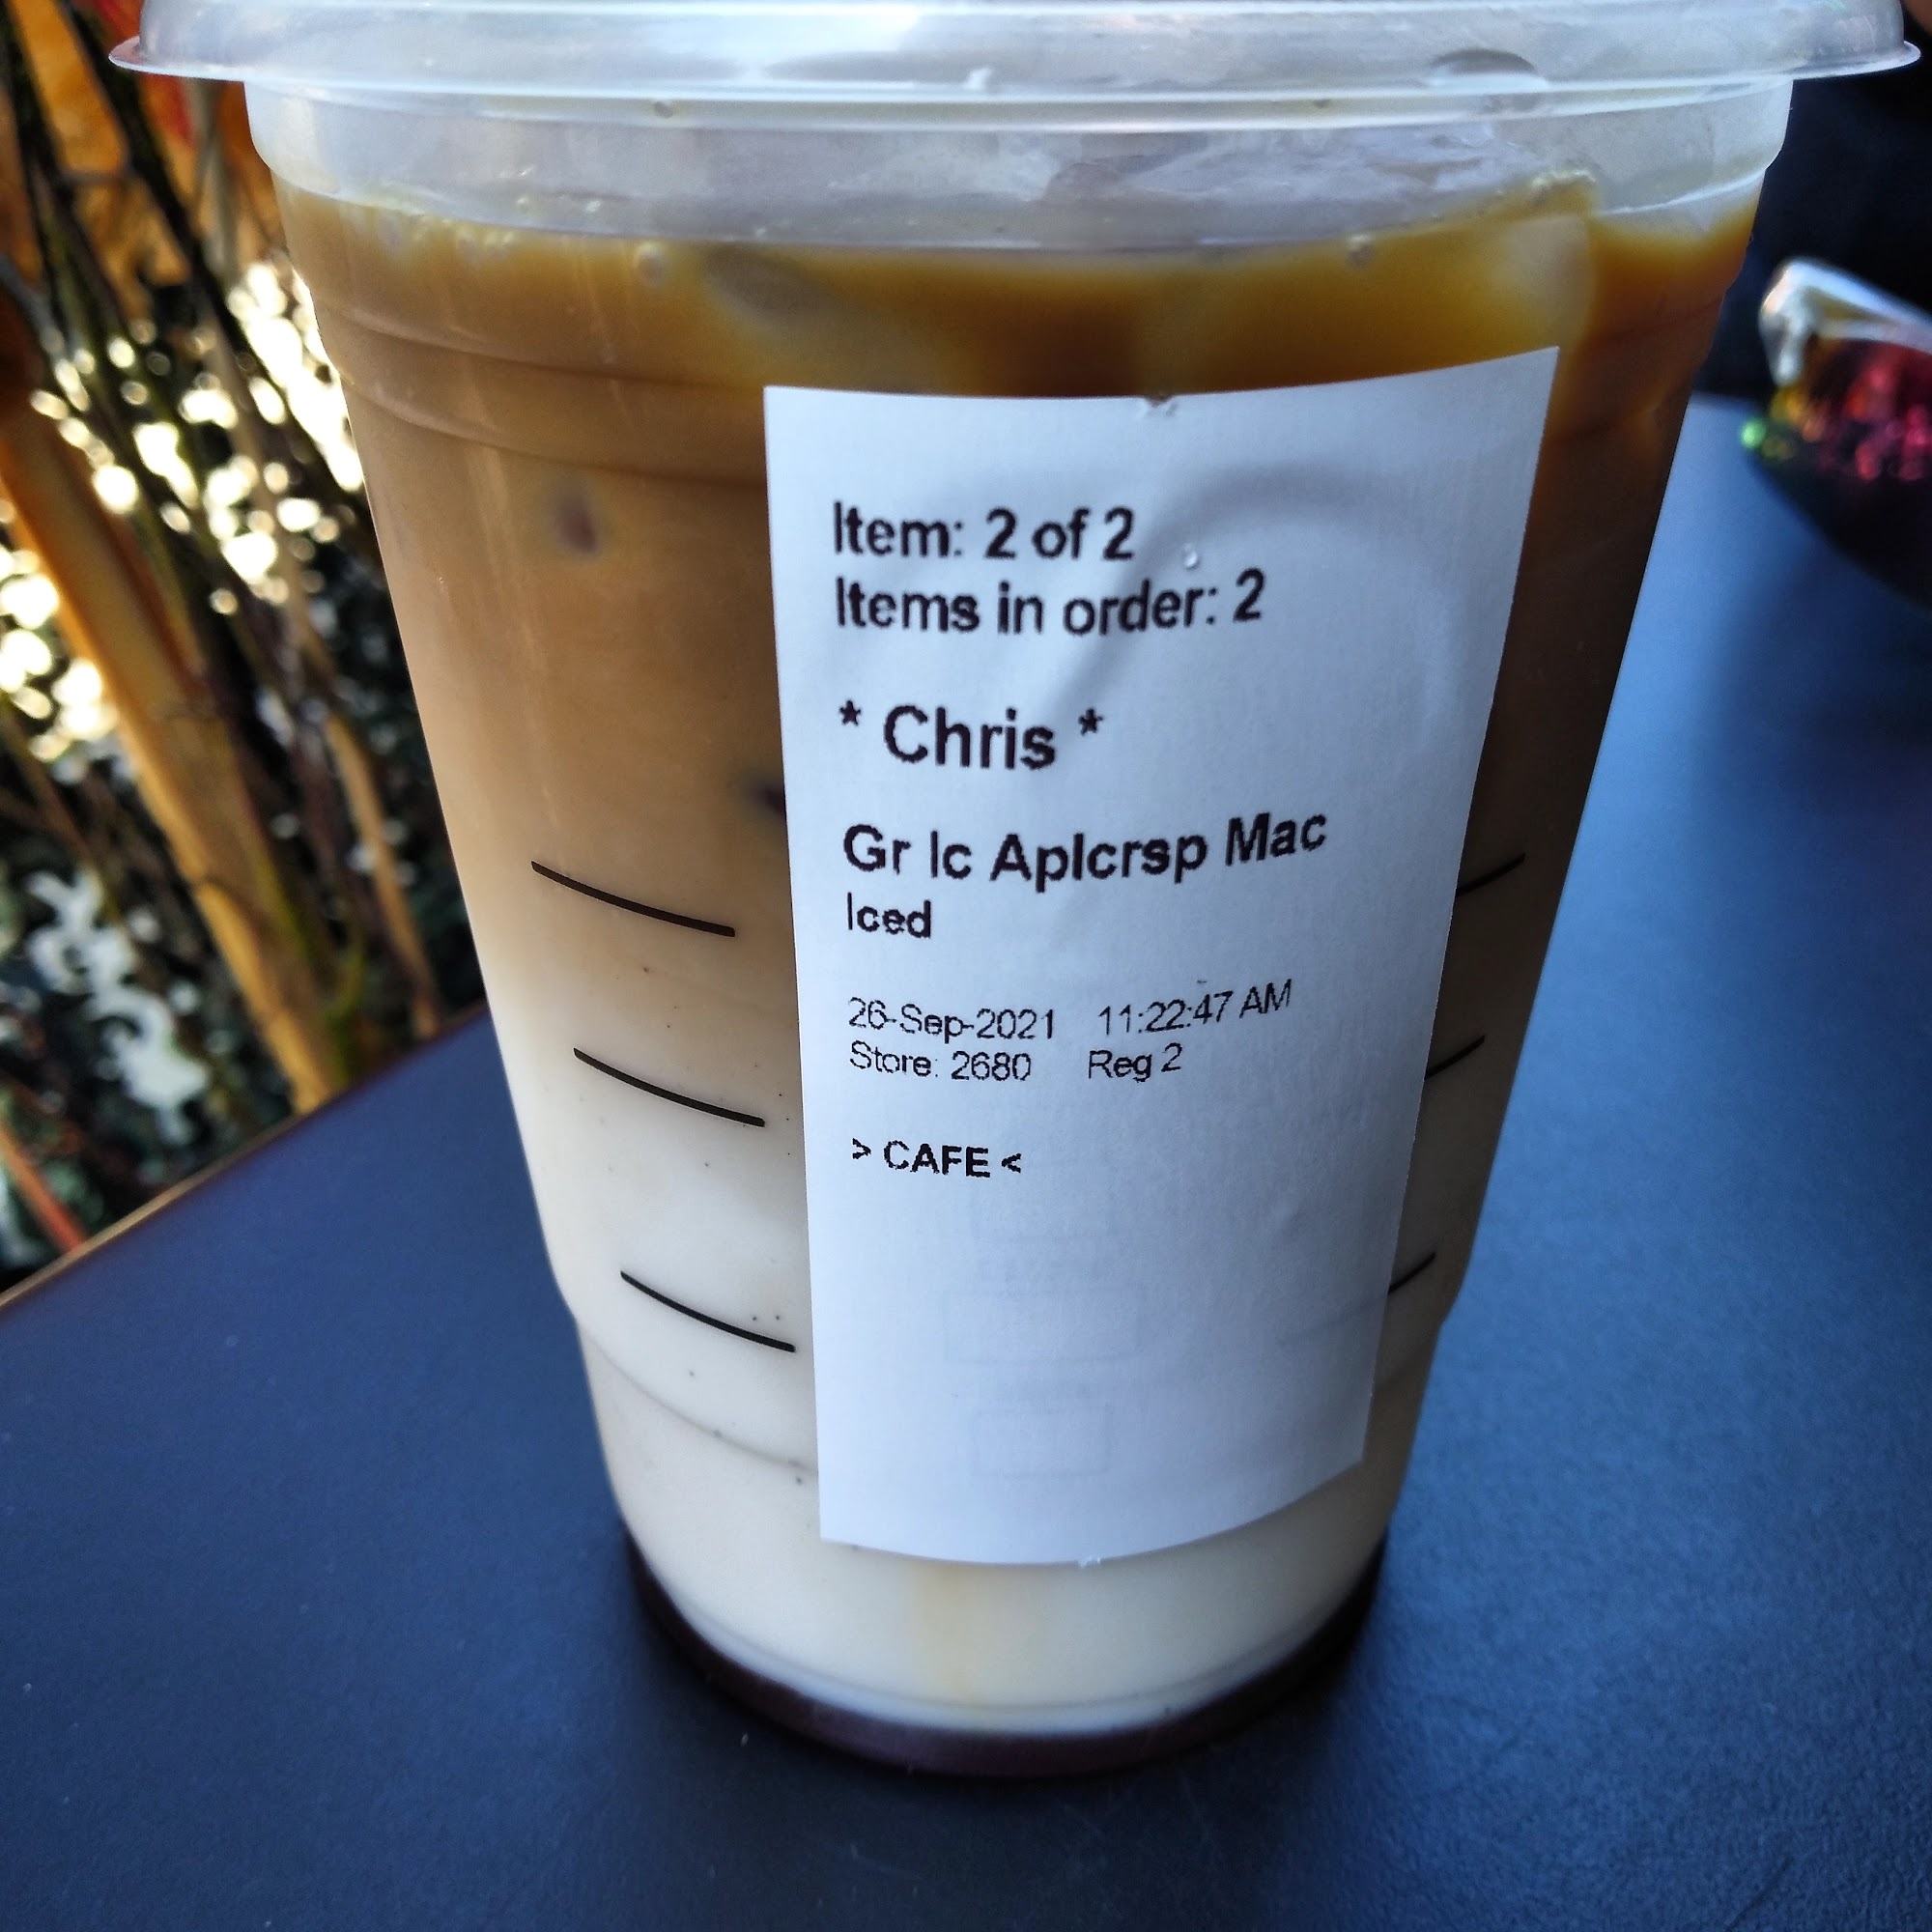 Item: 2 of 2
Items in order: 2
* Chris *
Gr Ic Aplcrsp Mac
Iced
26-Sep-2021 11:22:47 AM
Store: 2680 Reg 2
> CAFE <